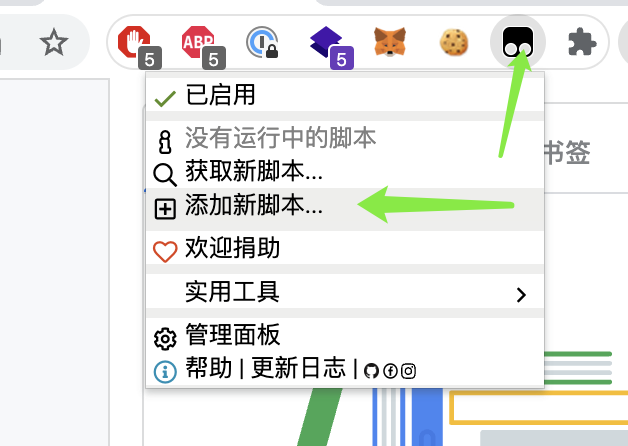 5
ABP
5
5
已启用
没有运行中的脚本
书签
获取新脚本...
添加新脚本...
欢迎捐助
实用工具
管理面板
帮助 | 更新日志 |